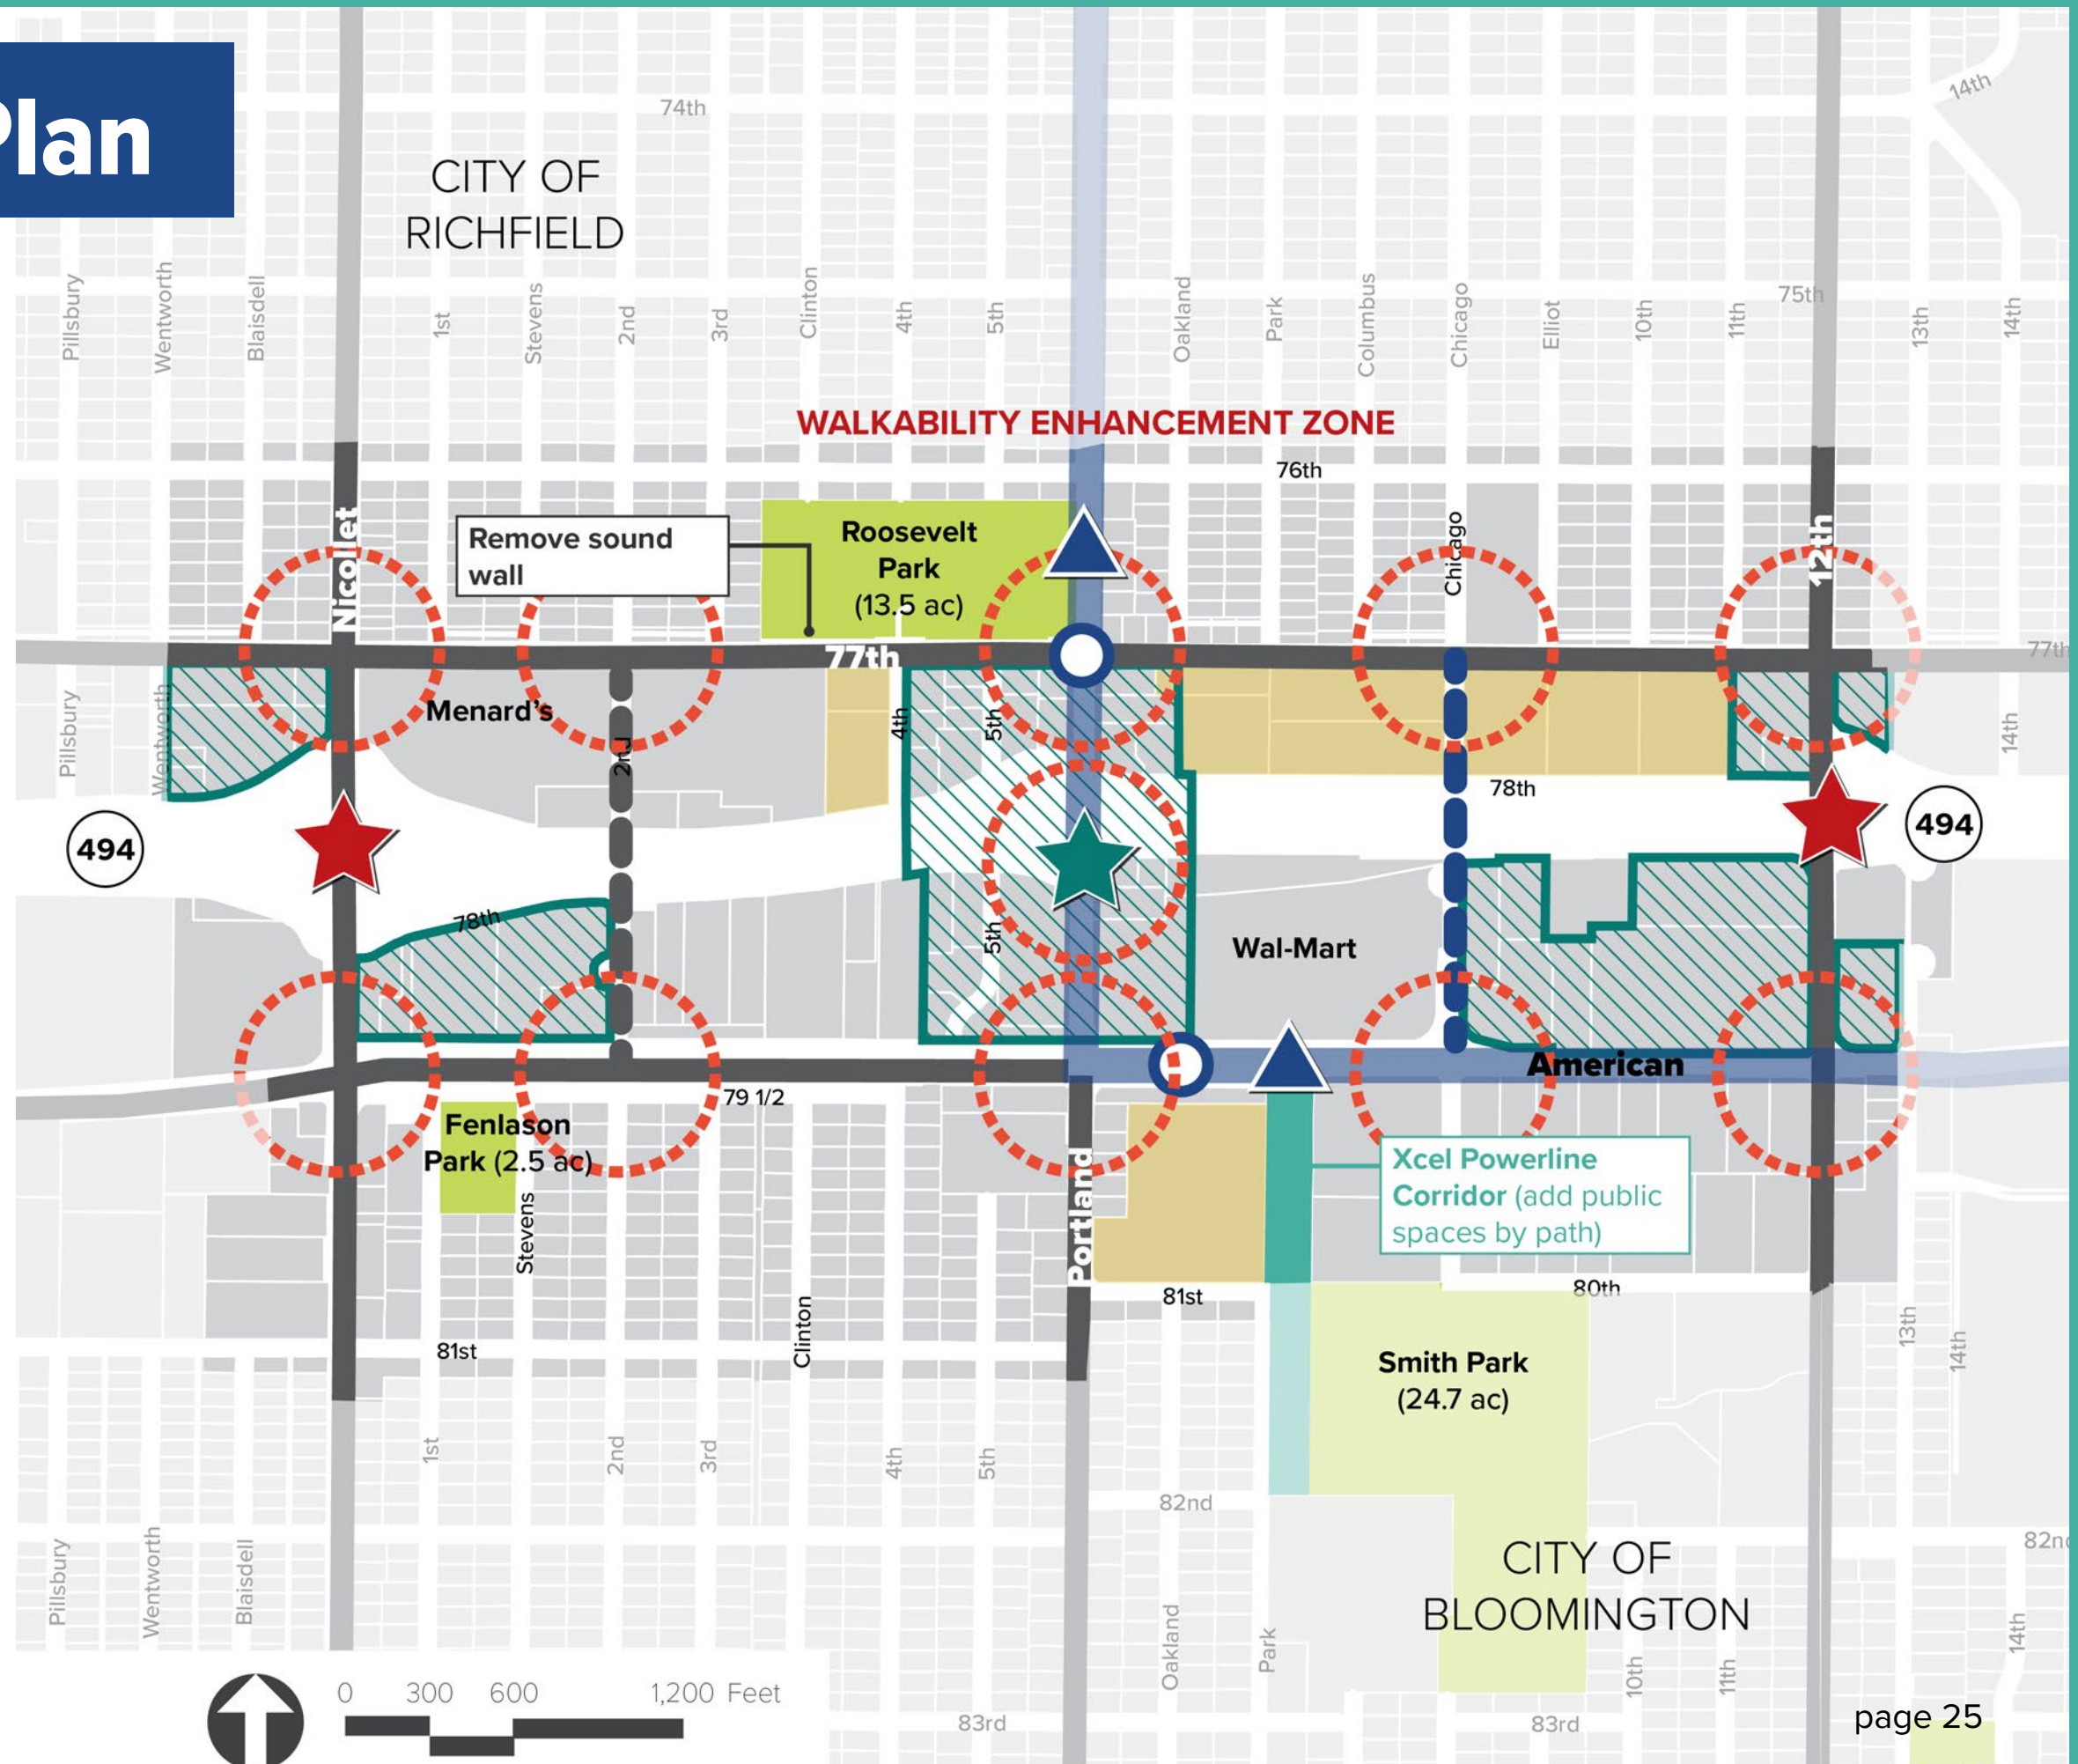 Plan
74th
14th
CITY OF
RICHFIELD
Pillsbury
Wentworth
Blaisdell
1st
Stevens
2nd
3rd
Clinton
4th
5th
Oakland
Park
Columbus
Chicago
Elliot
10th
11th
75th
13th
14th
WALKABILITY ENHANCEMENT ZONE
76th
Nicollet
Remove sound
wall
Roosevelt
Park
(13.5 ac)
Chicago
12th
77th
77th
Pillsbury
Wentworth
Menard's
2nd
4th
5th
78th
14th
494
494
78th
5th
Wal-Mart
American
79 1/2
Fenlason
Park (2.5 ac)
Stevens
Portland
Xcel Powerline
Corridor (add public
spaces by path)
81st
80th
Clinton
81st
13th
14th
Smith Park
(24.7 ac)
1st
2nd
3rd
4th
5th
82nd
82nd
Pillsbury
Wentworth
Blaisdell
CITY OF
BLOOMINGTON
Oakland
Park
10th
11th
14th
0 300 600 1,200 Feet
83rd
83rd
page 25